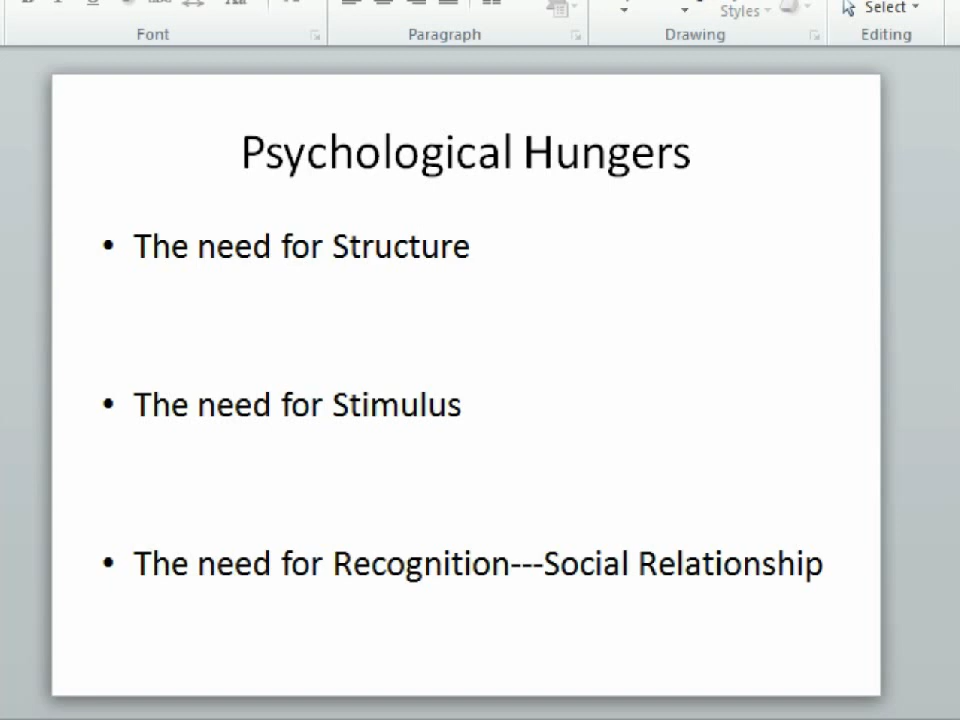 Styles
Select
Font
Paragraph
Drawing
Editing
Psychological Hungers
• The need for Structure
• The need for Stimulus
• The need for Recognition---Social Relationship